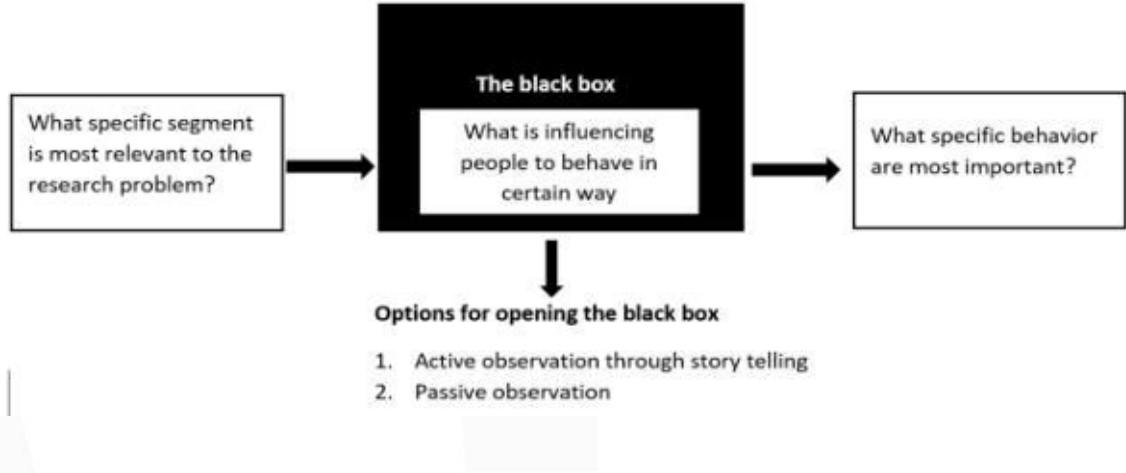 What specific segment
is most relevant to the
research problem?
The black box
What is influencing
people to behave in
certain way
What specific behavior
are most important?
Options for opening the black box
1. Active observation through story telling
2. Passive observation